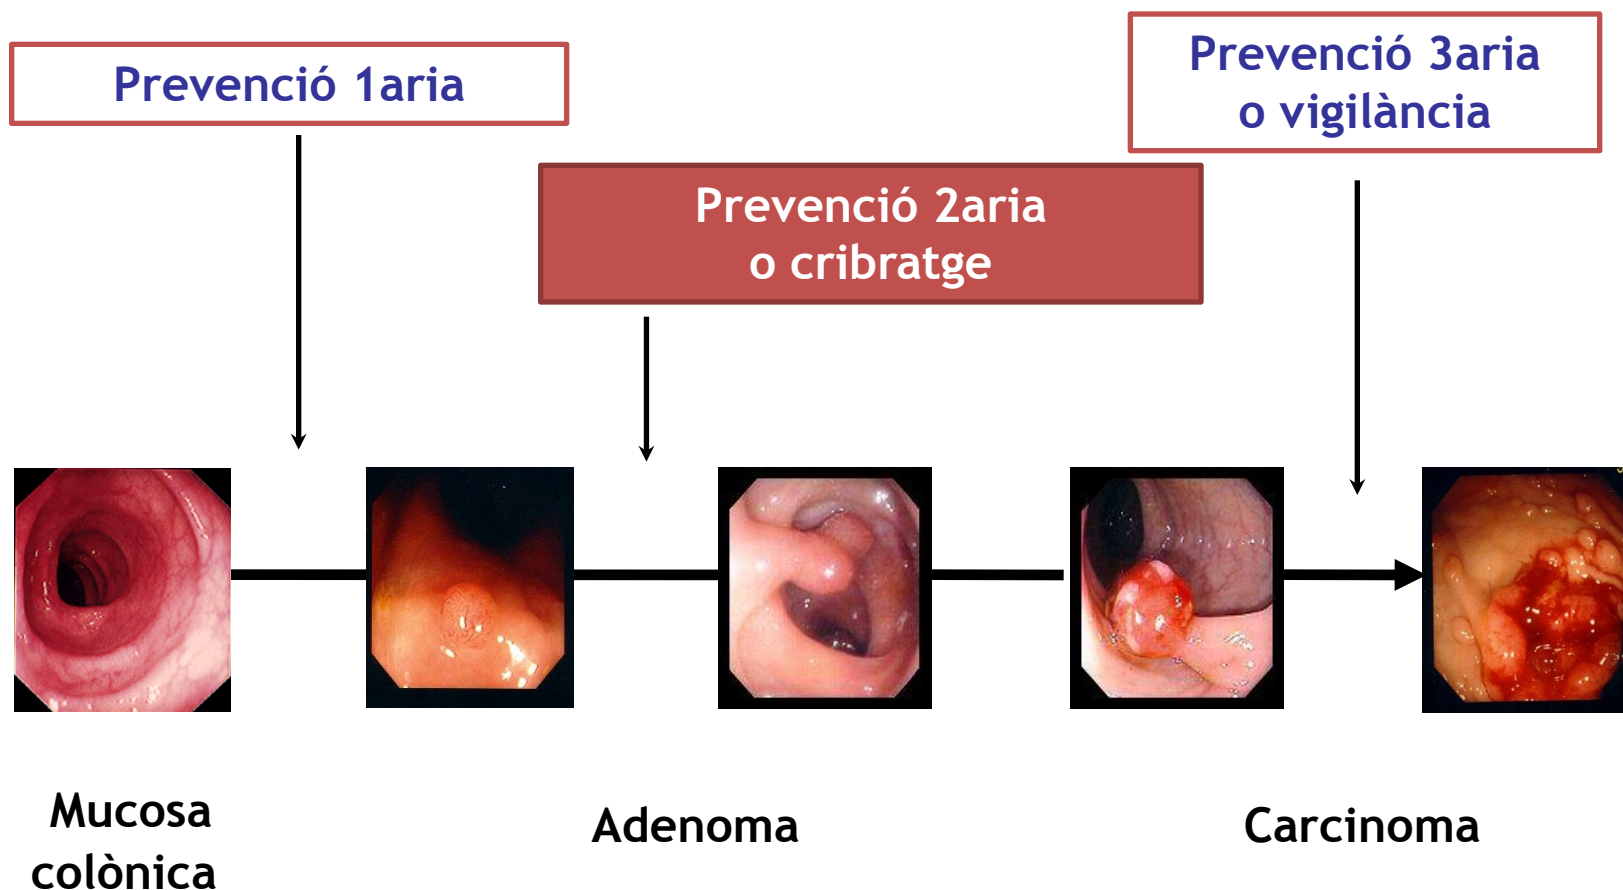 Prevenció 1aria
Prevenció 3aria
o vigilància
Prevenció 2aria
o cribratge
Mucosa
colònica
Adenoma
Carcinoma